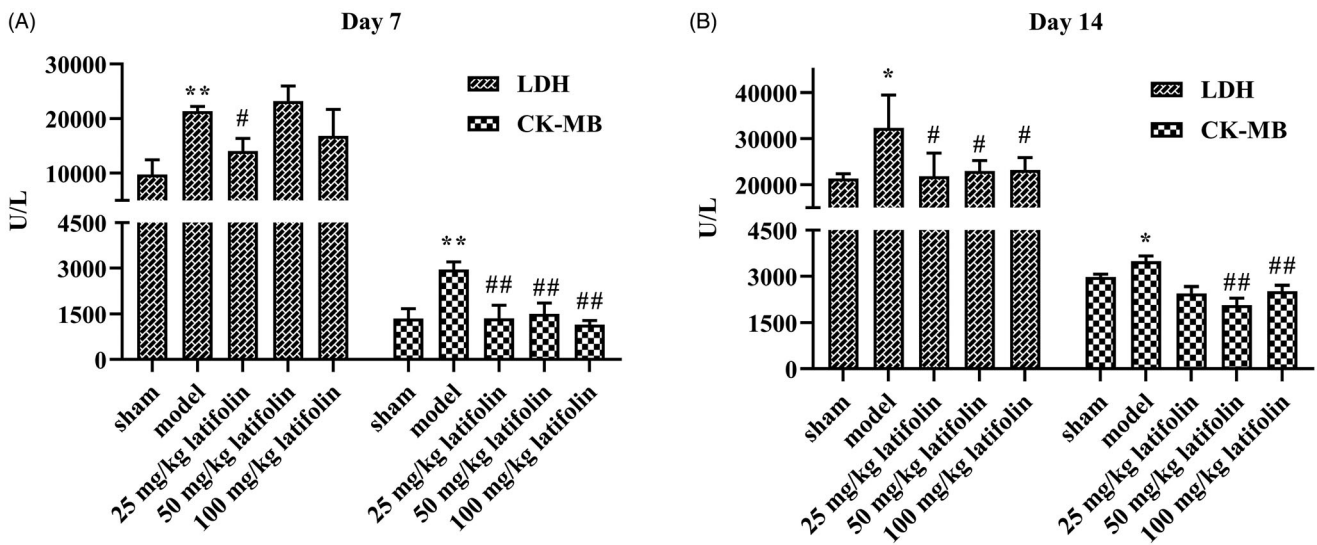 (A)
Day 7
U/L
30000
20000
10000
4500
3000
1500
0
**
#
**
##
##
##
LDH
CK-MB
sham
model
25 mg/kg latifolin
50 mg/kg latifolin
100 mg/kg latifolin
sham
model
25 mg/kg latifolin
50 mg/kg latifolin
100 mg/kg latifolin
(B)
Day 14
U/L
40000
30000
20000
4500
3000
1500
0
*
#
#
#
*
##
##
LDH
CK-MB
sham
model
25 mg/kg latifolin
50 mg/kg latifolin
100 mg/kg latifolin
sham
model
25 mg/kg latifolin
50 mg/kg latifolin
100 mg/kg latifolin